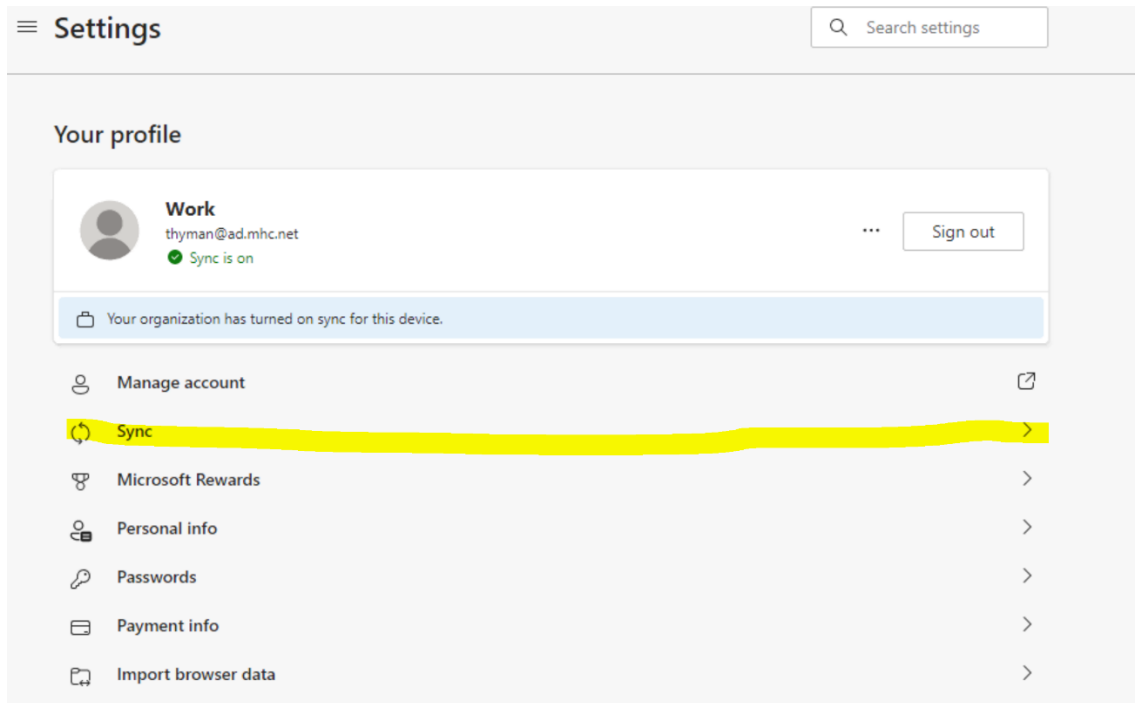 Settings
Search settings
Your profile
Work
thyman@ad.mhc.net
Sync is on
Sign out
Your organization has turned on sync for this device.
Manage account
Sync
Microsoft Rewards
Personal info
Passwords
Payment info
Import browser data